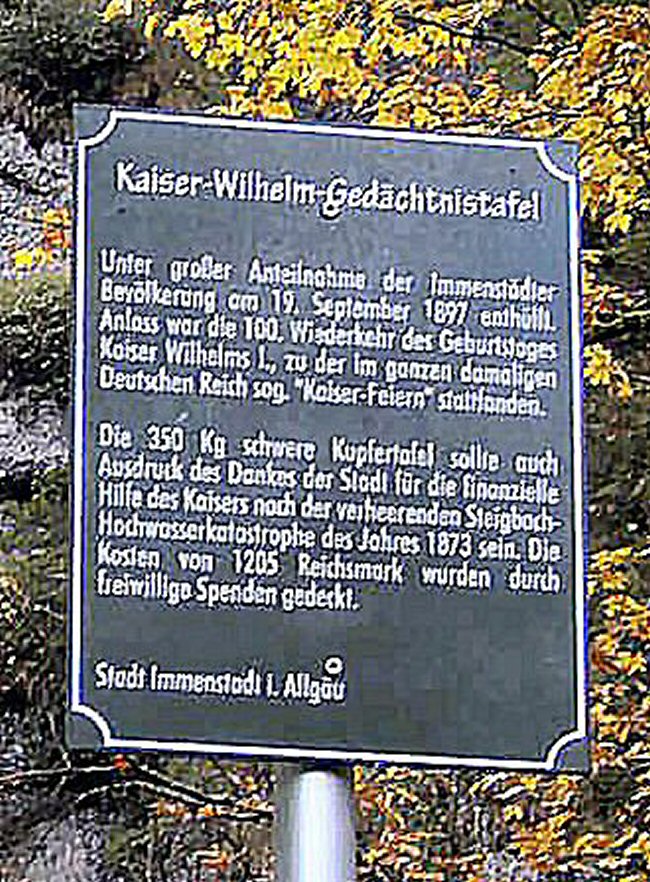 Kaiser-Wilhelm-Gedächtnistafel
Unter großer Anteilnahme der Immenstädter
Bevölkerung am 19. September 1897 enthüllt.
Anlass war die 100. Wiederkehr des Geburtstages
Kaiser Wilhelms I., zu der im ganzen damaligen
Deutschen Reich sog. "Kaiser-Feiern" stattfanden.
Die 350 Kg schwere Kupfertafel sollte auch
Ausdruck des Dankes der Stadt für die finanzielle
Hilfe des Kaisers nach der verheerenden Steigbach-
Hochwasserkatastrophe des Jahres 1873 sein. Die
Kosten von 1205 Reichsmark wurden durch
freiwillige Spenden gedeckt.
Stadt Immenstadt i. Allgäu